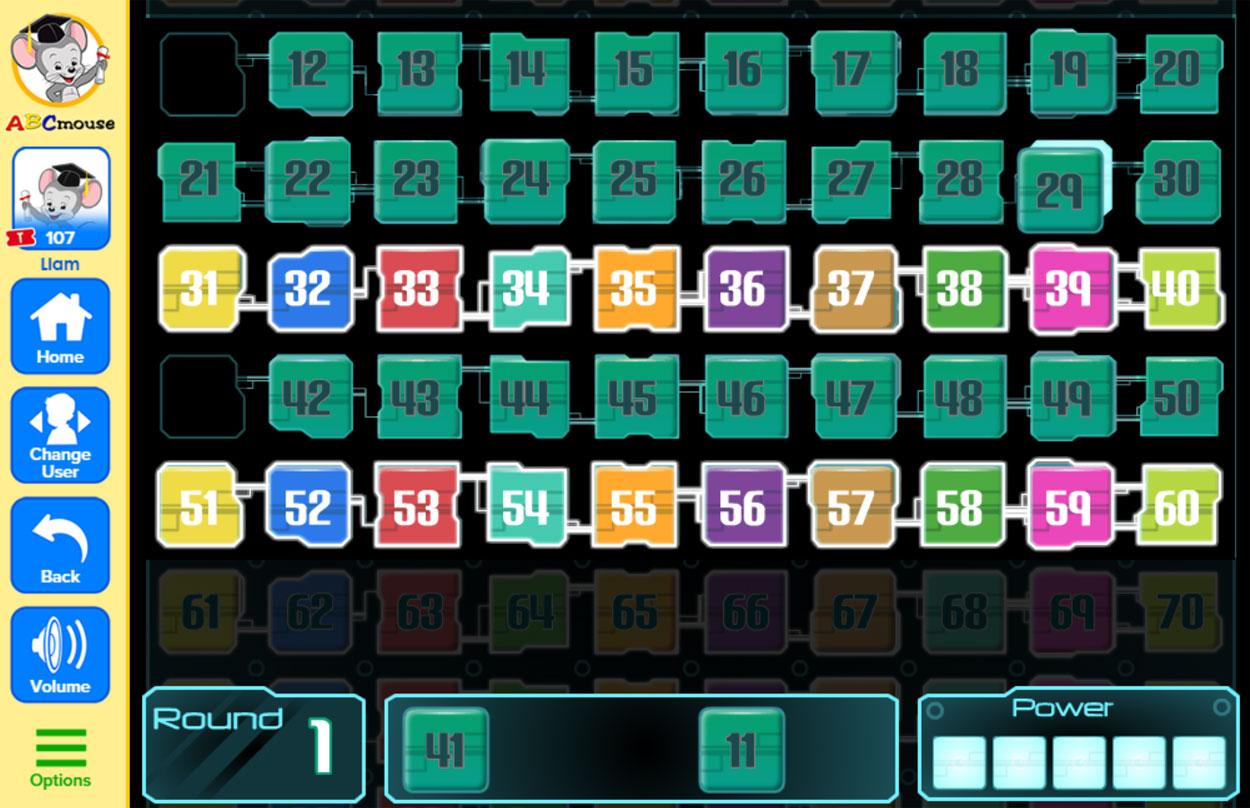 ABCmouse
T 107
Liam
Home
Change
User
Back
Volume
Options
12 13 14 15 16 17 18 19 20
21 22 23 24 25 26 27 28 29 30
31 32 33 34 35 36 37 38 39 40
42 43 44 45 46 47 48 49 50
51 52 53 54 55 56 57 58 59 60
61 62 63 64 65 66 67 68 69 70
Round 1
41 11
Power